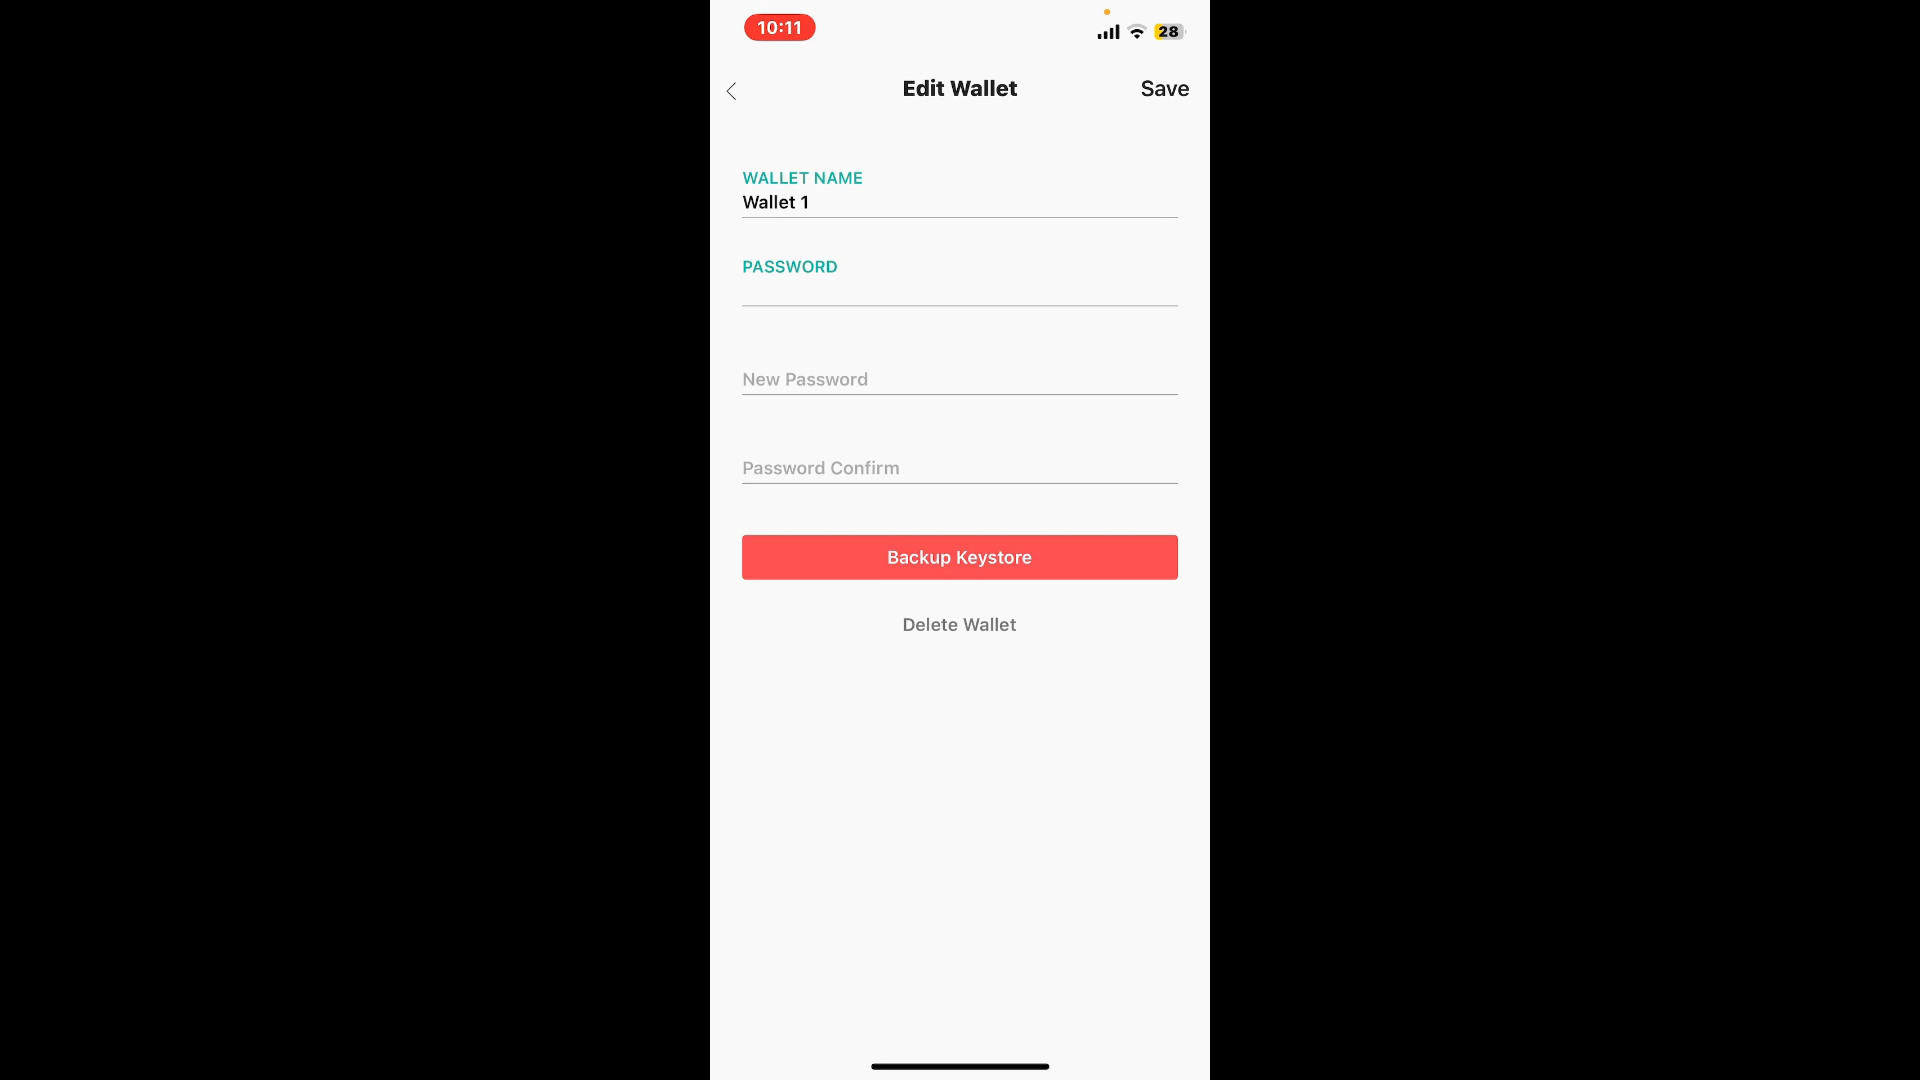 10:11
28
Edit Wallet
Save
WALLET NAME
Wallet 1
PASSWORD
New Password
Password Confirm
Backup Keystore
Delete Wallet